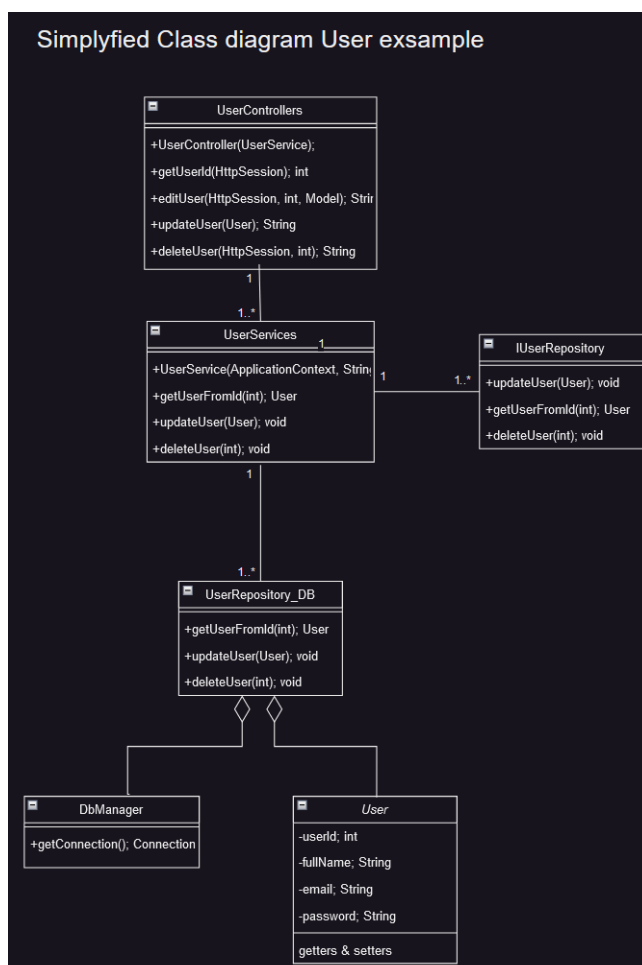 Simplyfied Class diagram User exsample
UserControllers
+UserController(UserService);
+getUserId(HttpSession); int
+editUser(HttpSession, int, Model); Strin
+updateUser(User); String
+deleteUser(HttpSession, int); String
1
1..*
UserServices
1
+UserService(ApplicationContext, String
+getUserFromId(int); User
+updateUser(User); void
+deleteUser(int); void
1
1..*
IUserRepository
+updateUser(User); void
+getUserFromId(int); User
+deleteUser(int); void
1
1..*
UserRepository_DB
+getUserFromId(int); User
+updateUser(User); void
+deleteUser(int); void
DbManager
+getConnection(); Connection
User
-userId; int
-fullName; String
-email; String
-password; String
getters & setters